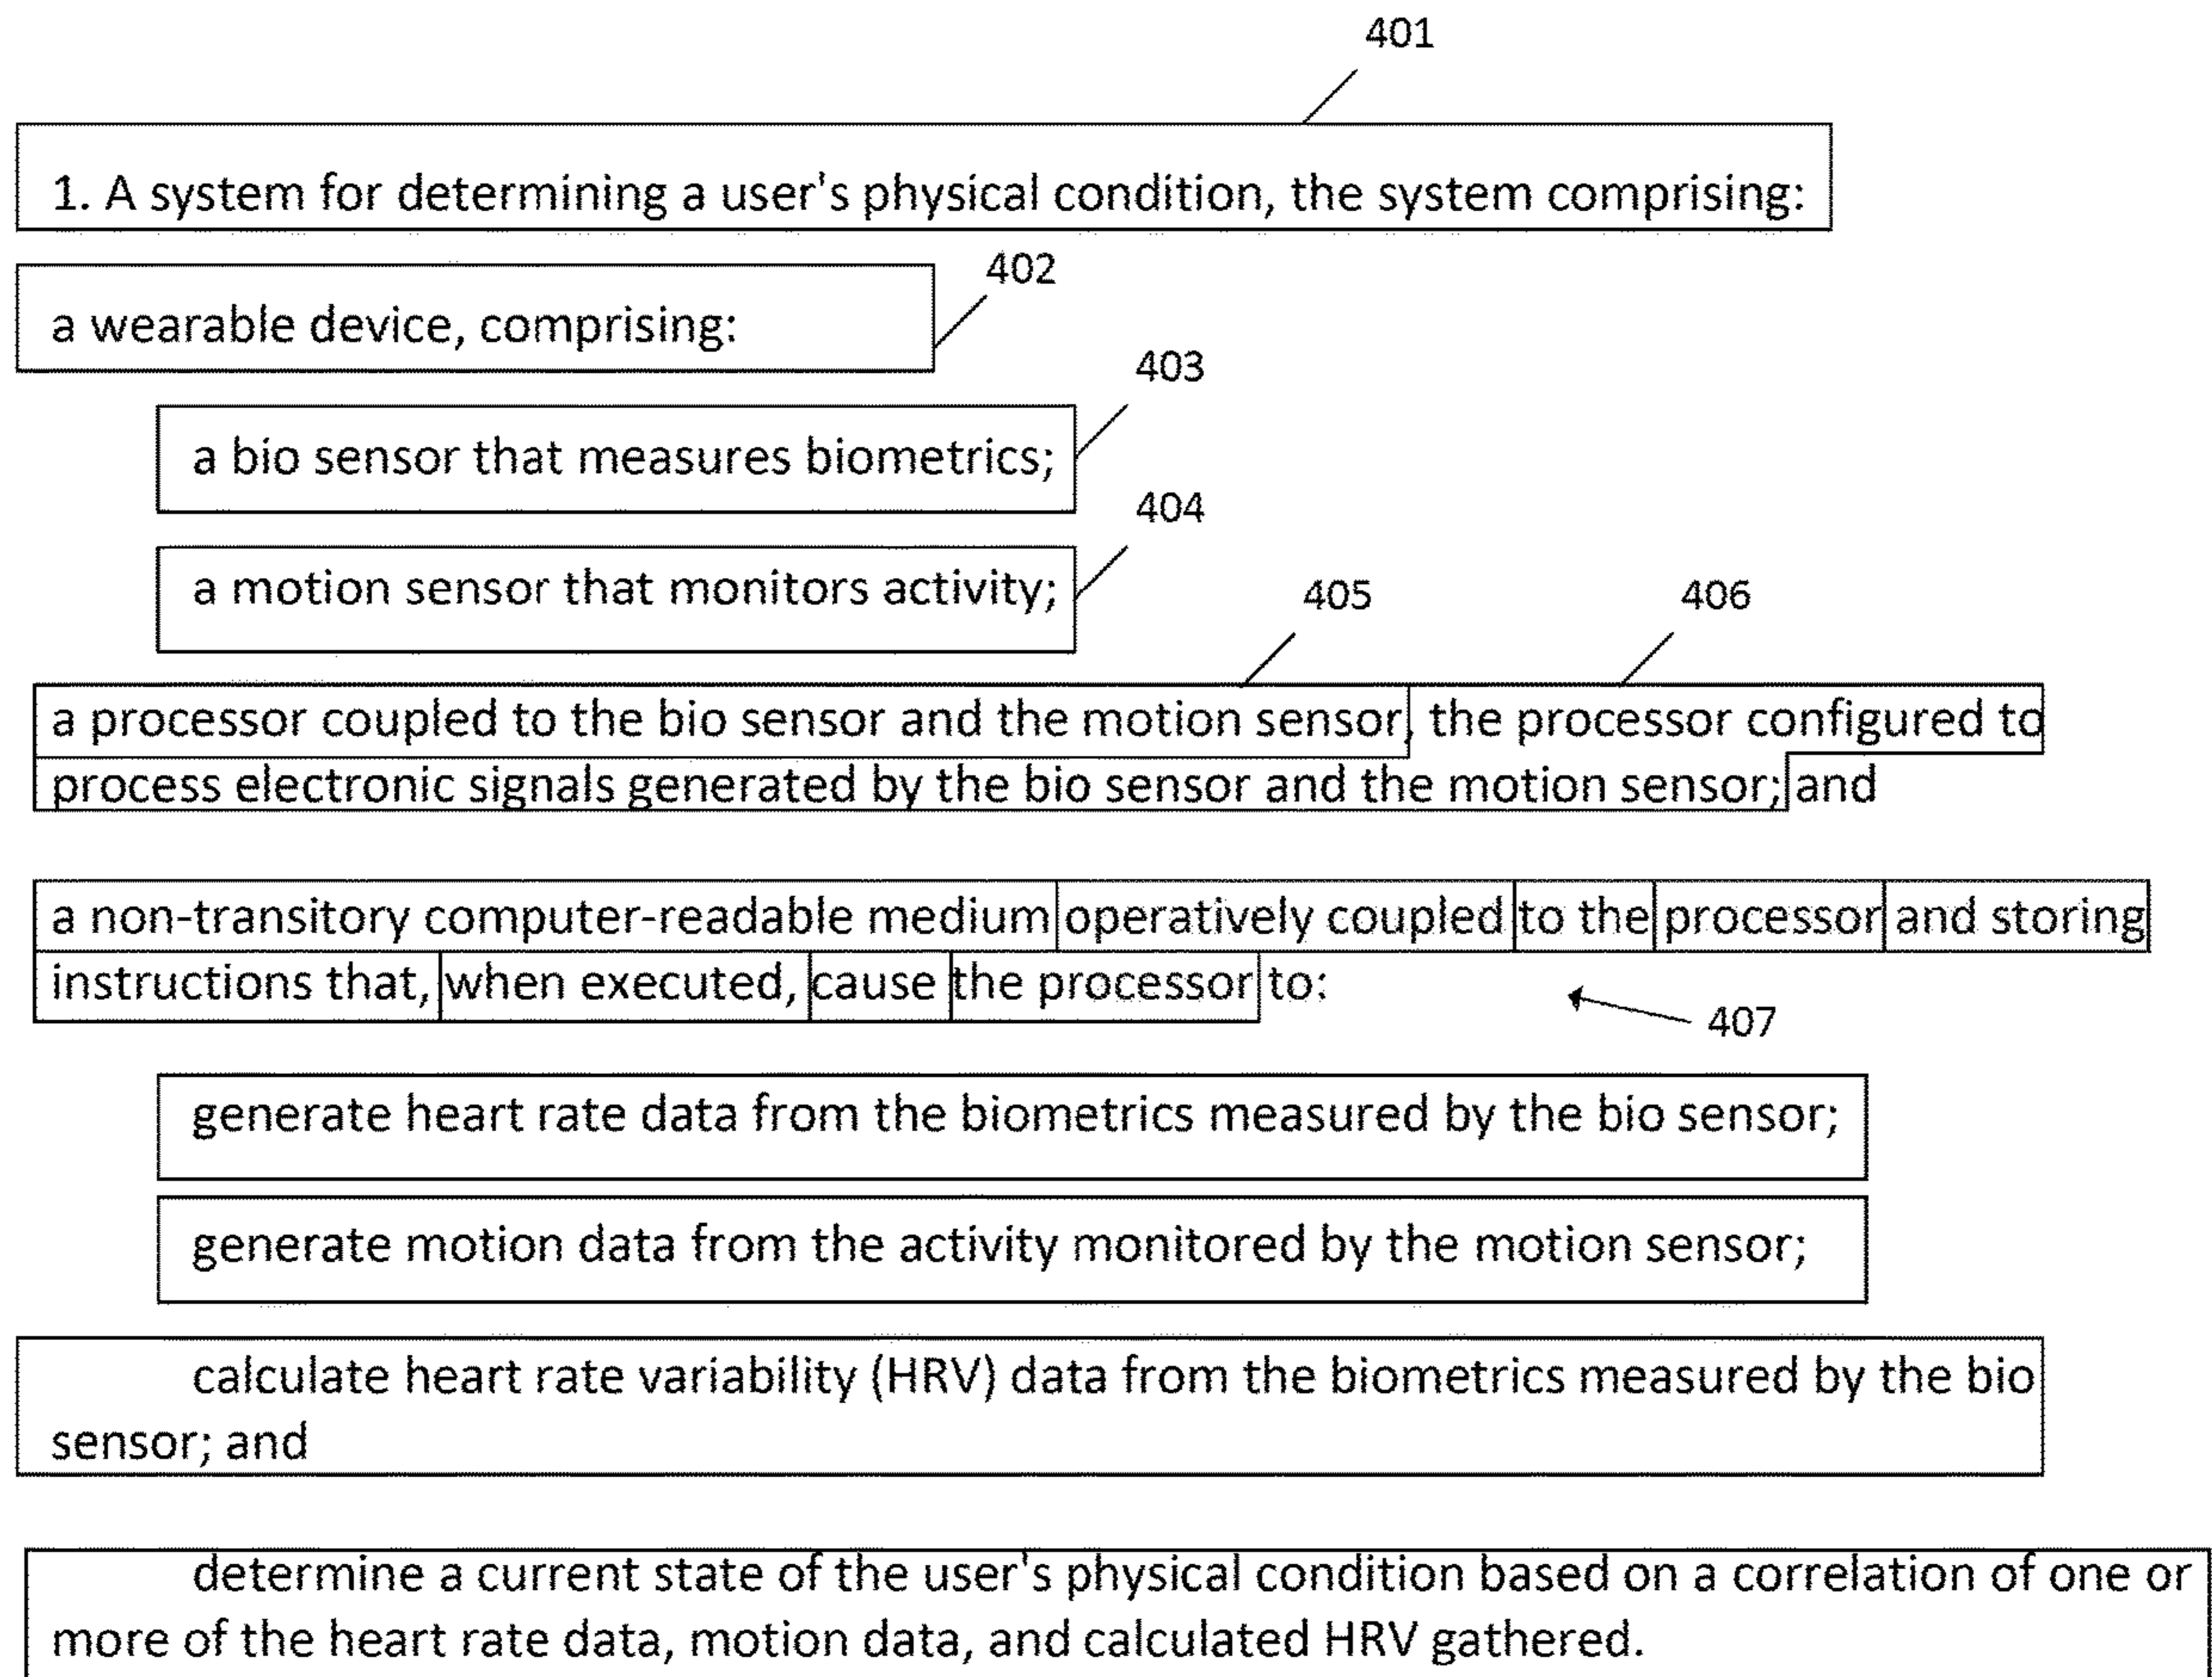 401
1. A system for determining a user's physical condition, the system comprising:
402
a wearable device, comprising:
403
a bio sensor that measures biometrics;
404
a motion sensor that monitors activity;
405
406
a processor coupled to the bio sensor and the motion sensor, the processor configured to
process electronic signals generated by the bio sensor and the motion sensor; and
a non-transitory computer-readable medium operatively coupled to the processor and storing
instructions that, when executed, cause the processor to:
407
generate heart rate data from the biometrics measured by the bio sensor;
generate motion data from the activity monitored by the motion sensor;
calculate heart rate variability (HRV) data from the biometrics measured by the bio
sensor; and
determine a current state of the user's physical condition based on a correlation of one or
more of the heart rate data, motion data, and calculated HRV gathered.